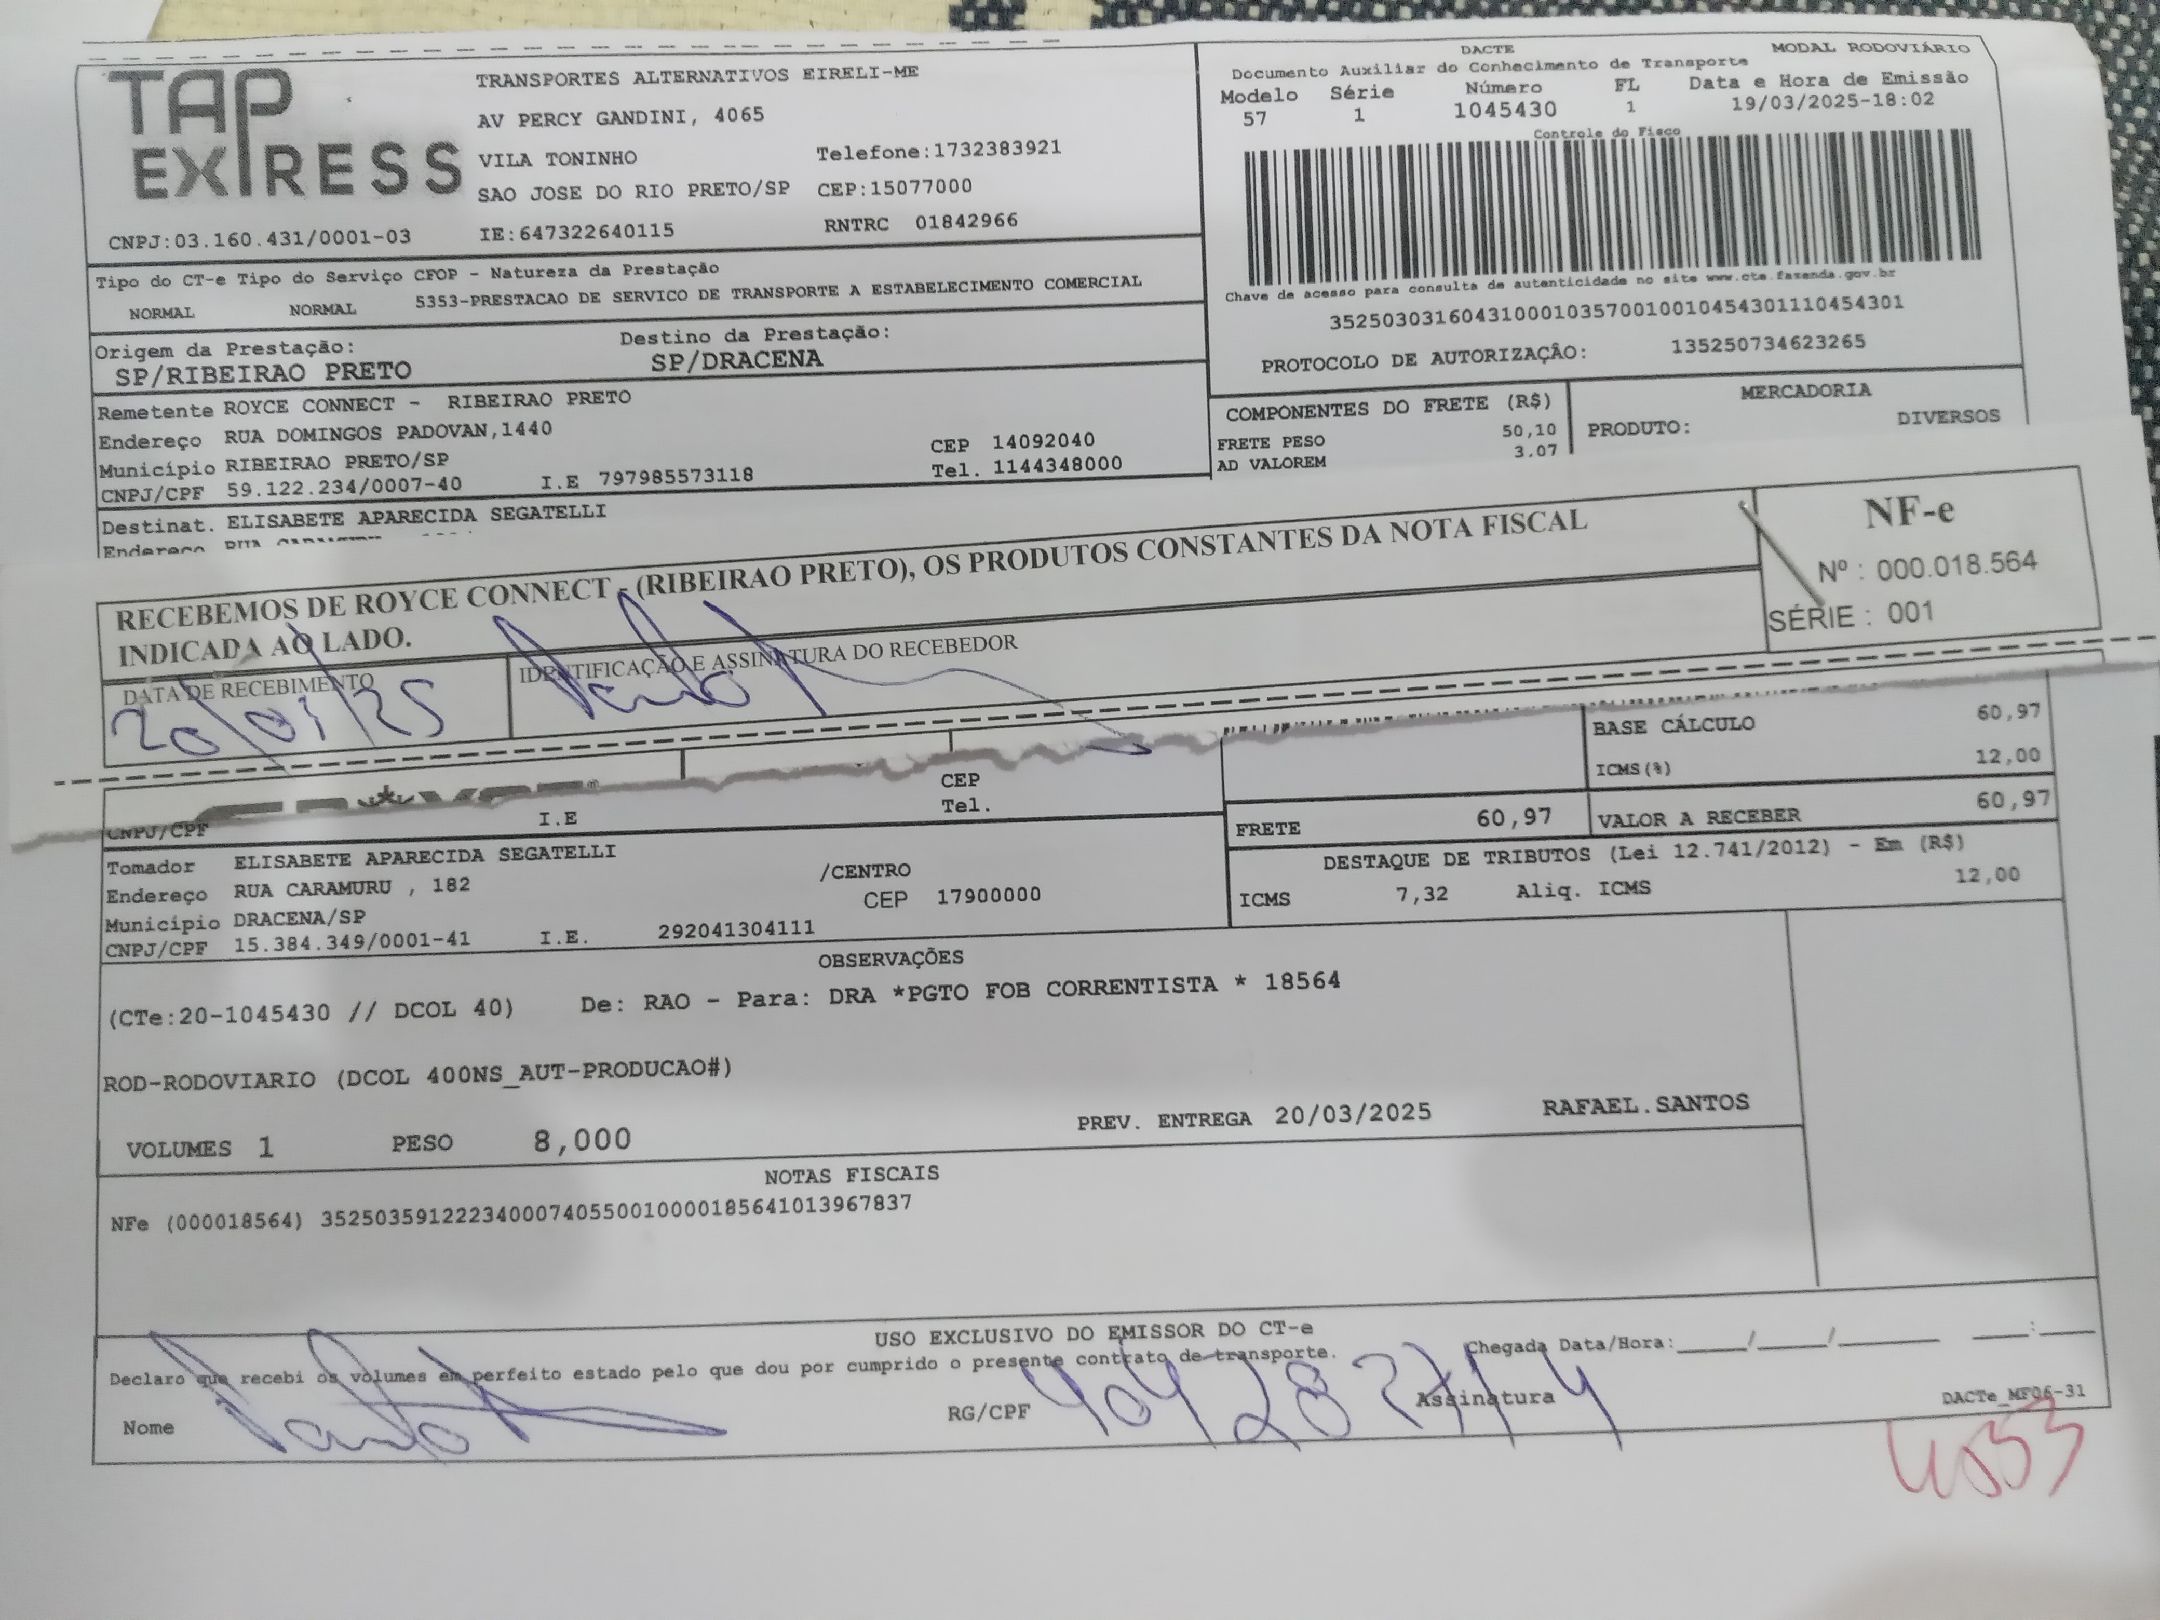 TAP EXPRESS
TRANSPORTES ALTERNATIVOS EIRELI-ME
AV PERCY GANDINI, 4065
VILA TONINHO Telefone:1732383921
SAO JOSE DO RIO PRETO/SP CEP:15077000
CNPJ:03.160.431/0001-03 IE:647322640115 RNTRC 01842966
DACTE MODAL RODOVIÁRIO
Documento Auxiliar do Conhecimento de Transporte
Modelo Série Número FL Data e Hora de Emissão
57 1 1045430 1 19/03/2025-18:02
Controle do Fisco
Chave de acesso para consulta de autenticidade no site www.cte.fazenda.gov.br
35250303160431000103570010010454301110454301
PROTOCOLO DE AUTORIZAÇÃO: 135250734623265
Tipo do CT-e Tipo do Serviço CFOP - Natureza da Prestação
NORMAL NORMAL 5353-PRESTACAO DE SERVICO DE TRANSPORTE A ESTABELECIMENTO COMERCIAL
Origem da Prestação: Destino da Prestação:
SP/RIBEIRAO PRETO SP/DRACENA
Remetente ROYCE CONNECT - RIBEIRAO PRETO
Endereço RUA DOMINGOS PADOVAN,1440 CEP 14092040
Município RIBEIRAO PRETO/SP Tel. 1144348000
CNPJ/CPF 59.122.234/0007-40 I.E 797985573118
COMPONENTES DO FRETE (R$) MERCADORIA
FRETE PESO 50,10 PRODUTO: DIVERSOS
AD VALOREM 3.07
Destinat. ELISABETE APARECIDA SEGATELLI
Endereço RUA
RECEBEMOS DE ROYCE CONNECT - (RIBEIRAO PRETO), OS PRODUTOS CONSTANTES DA NOTA FISCAL
INDICADA AO LADO.
NF-e
Nº : 000.018.564
SÉRIE : 001
DATA DE RECEBIMENTO IDENTIFICAÇÃO E ASSINATURA DO RECEBEDOR
BASE CÁLCULO 60,97
ICMS(%) 12,00
CEP
CNPJ/CPF I.E Tel.
FRETE 60,97 VALOR A RECEBER 60,97
Tomador ELISABETE APARECIDA SEGATELLI
Endereço RUA CARAMURU , 182 /CENTRO
Município DRACENA/SP CEP 17900000
CNPJ/CPF 15.384.349/0001-41 I.E. 292041304111
DESTAQUE DE TRIBUTOS (Lei 12.741/2012) - Em (R$)
ICMS 7,32 Aliq. ICMS 12,00
OBSERVAÇÕES
(CTe:20-1045430 // DCOL 40) De: RAO - Para: DRA *PGTO FOB CORRENTISTA * 18564
ROD-RODOVIARIO (DCOL 400NS_AUT-PRODUCAO#)
VOLUMES 1 PESO 8,000 PREV. ENTREGA 20/03/2025 RAFAEL.SANTOS
NOTAS FISCAIS
NFe (000018564) 35250359122234000740550010000185641013967837
USO EXCLUSIVO DO EMISSOR DO CT-e
Declaro que recebi os volumes em perfeito estado pelo que dou por cumprido o presente contrato de transporte.
Chegada Data/Hora:____/____/______ ___:___
Nome RG/CPF Assinatura
DACTe_MF06-31